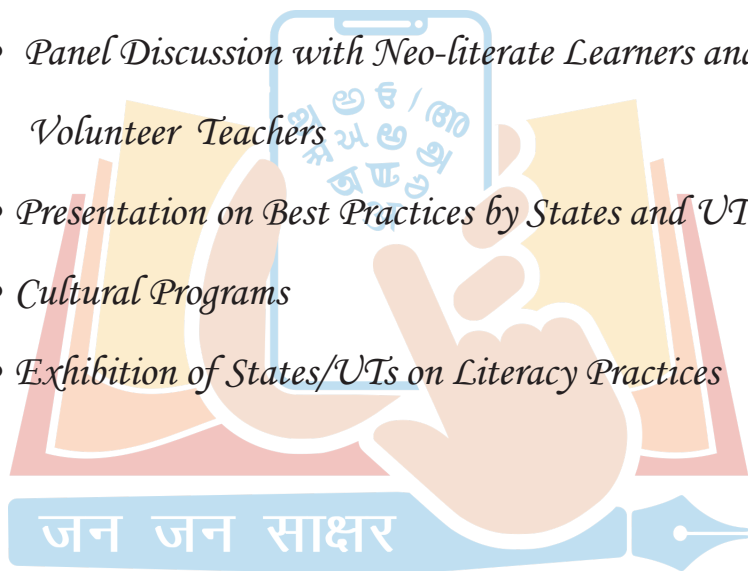 • Panel Discussion with Neo-literate Learners and
Volunteer Teachers
• Presentation on Best Practices by States and UT
• Cultural Programs
• Exhibition of States/UTs on Literacy Practices
जन जन साक्षर